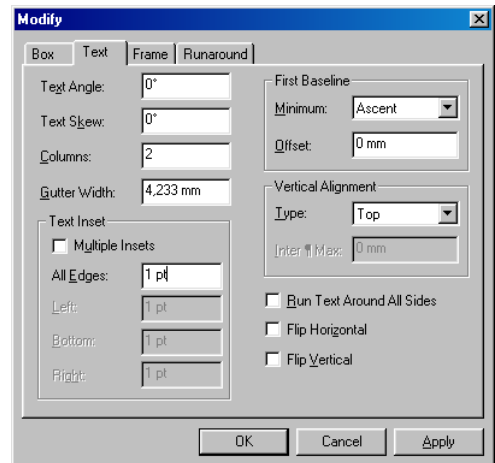 Modify
Box Text Frame Runaround
Text Angle: 0°
Text Skew: 0°
Columns: 2
Gutter Width: 4,233 mm
Text Inset
Multiple Insets
All Edges: 1 pt
Left: 1 pt
Bottom: 1 pt
Right: 1 pt
First Baseline
Minimum: Ascent
Offset: 0 mm
Vertical Alignment
Type: Top
Inter ¶ Max: 0 mm
Run Text Around All Sides
Flip Horizontal
Flip Vertical
OK Cancel Apply